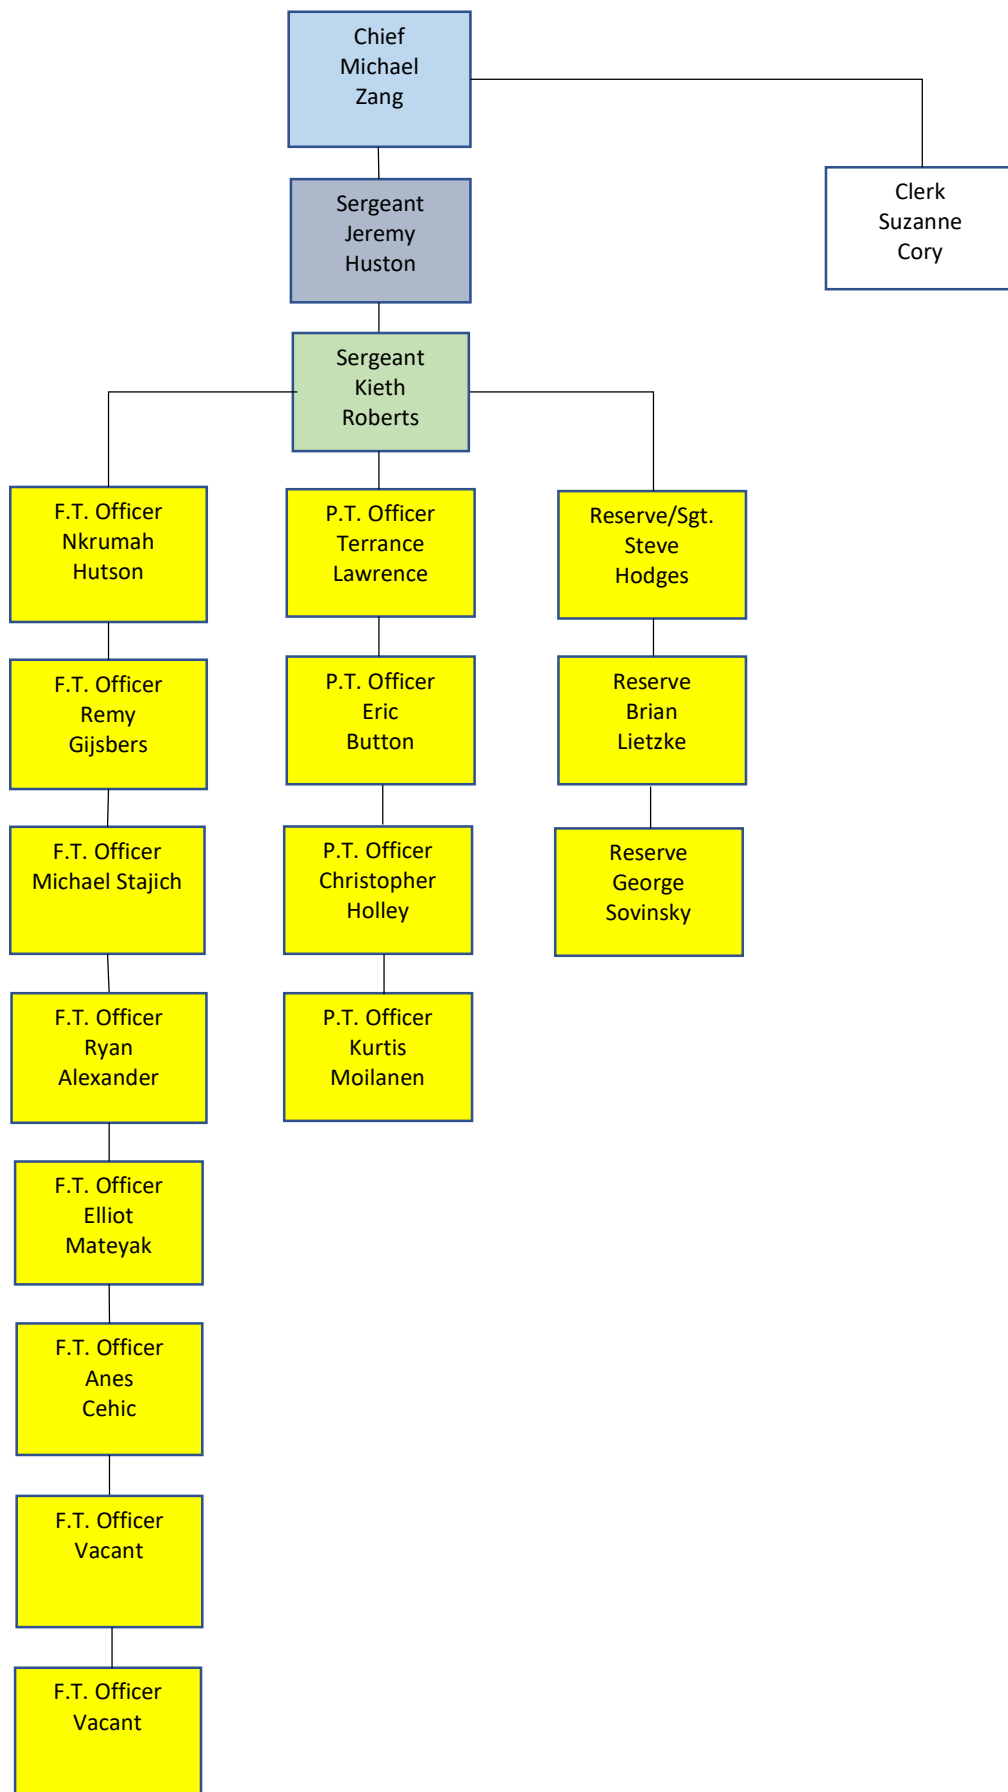 Chief
Michael
Zang
Clerk
Suzanne
Cory
Sergeant
Jeremy
Huston
Sergeant
Kieth
Roberts
F.T. Officer
Nkrumah
Hutson
F.T. Officer
Remy
Gijsbers
F.T. Officer
Michael Stajich
F.T. Officer
Ryan
Alexander
F.T. Officer
Elliot
Mateyak
F.T. Officer
Anes
Cehic
F.T. Officer
Vacant
F.T. Officer
Vacant
P.T. Officer
Terrance
Lawrence
P.T. Officer
Eric
Button
P.T. Officer
Christopher
Holley
P.T. Officer
Kurtis
Moilanen
Reserve/Sgt.
Steve
Hodges
Reserve
Brian
Lietzke
Reserve
George
Sovinsky